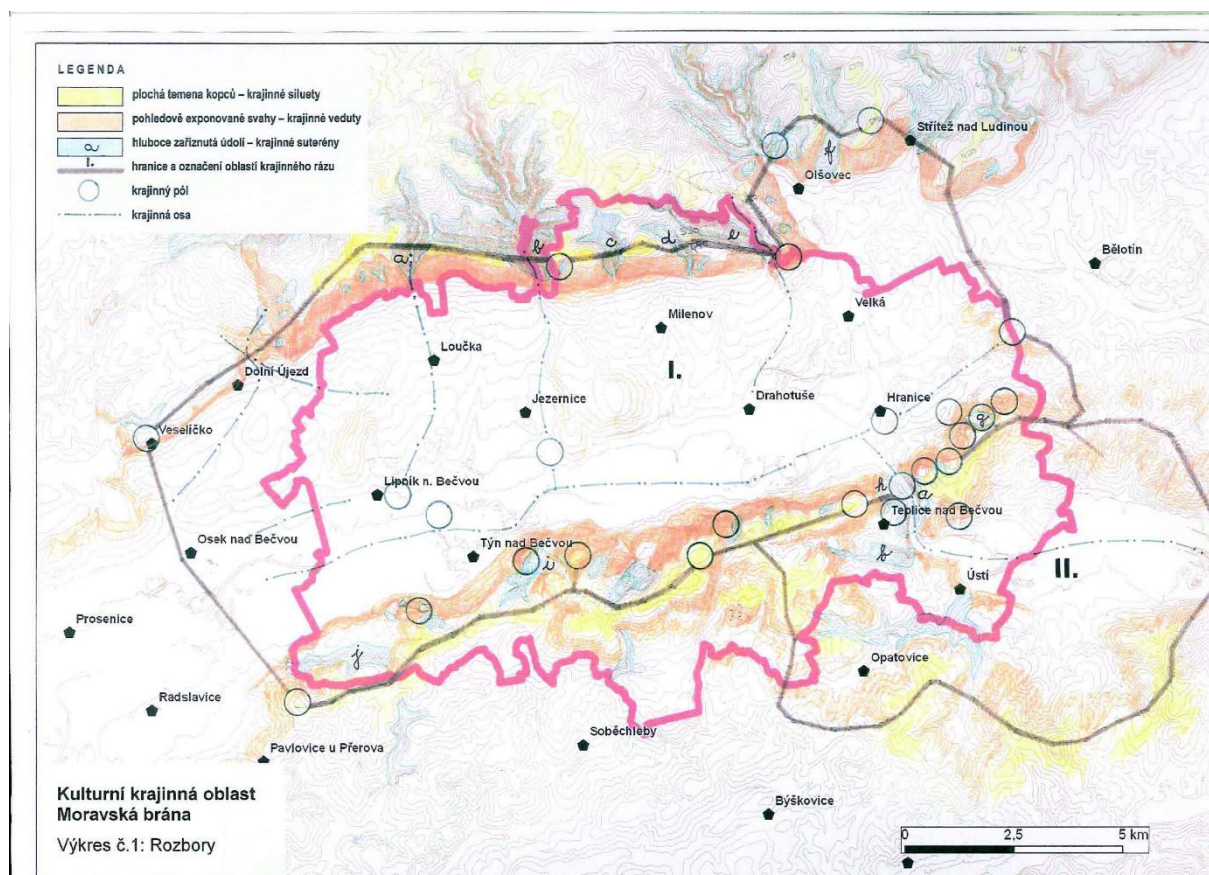 LEGENDA
plochá temena kopců – krajinné siluety
pohledově exponované svahy – krajinné veduty
a
hluboce zaříznutá údolí – krajinné suterény
I.
hranice a označení oblastí krajinného rázu
krajinný pól
krajinná osa
Střítež nad Ludinou
f
Olšovec
b
c
d
e
Bělotín
a
Velká
Milenov
Loučka
I.
Dolní Újezd
Jezernice
Drahotuše
Hranice
g
Veselíčko
Lipník n. Bečvou
h
a
Teplice nad Bečvou
Osek nad Bečvou
Týn nad Bečvou
i
b
II.
Ústí
Prosenice
j
Opatovice
Radslavice
Soběchleby
Pavlovice u Přerova
Kulturní krajinná oblast
Moravská brána
Výkres č.1: Rozbory
Býškovice
0
2,5
5 km